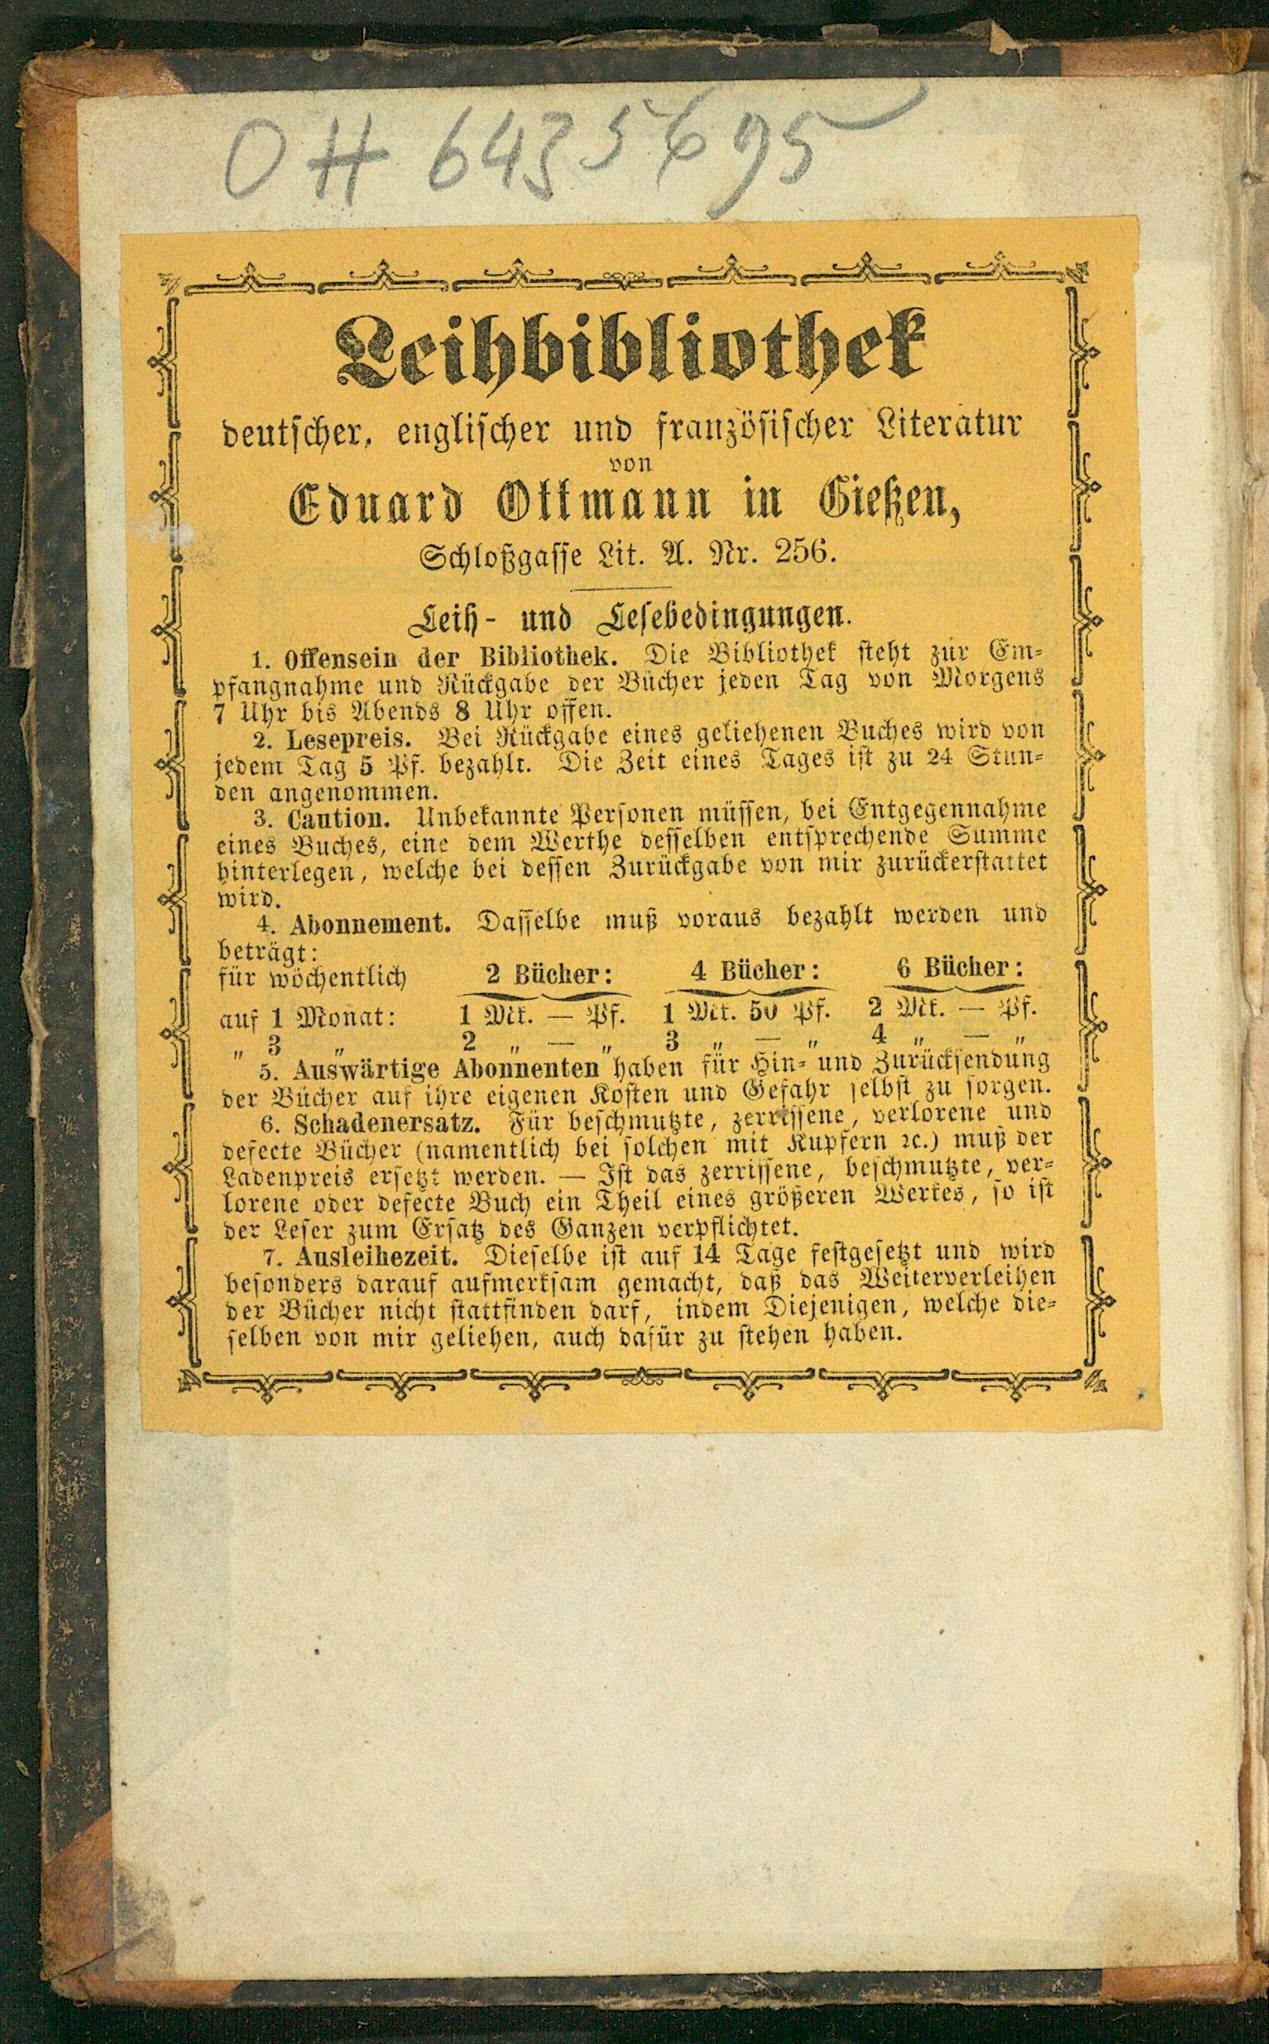 OH 6435695
Leihbibliothek
deutscher, englischer und französischer Literatur
von
Eduard Ottmann in Gießen,
Schloßgasse Lit. A. Nr. 256.
Leih- und Lesebedingungen.
1. Offensein der Bibliothek. Die Bibliothek steht zur Em-
pfangnahme und Rückgabe der Bücher jeden Tag von Morgens
7 Uhr bis Abends 8 Uhr offen.
2. Lesepreis. Bei Rückgabe eines geliehenen Buches wird von
jedem Tag 5 Pf. bezahlt. Die Zeit eines Tages ist zu 24 Stun-
den angenommen.
3. Caution. Unbekannte Personen müssen, bei Entgegennahme
eines Buches, eine dem Werthe desselben entsprechende Summe
hinterlegen, welche bei dessen Zurückgabe von mir zurückerstattet
wird.
4. Abonnement. Dasselbe muß voraus bezahlt werden und
beträgt:
für wöchentlich 2 Bücher: 4 Bücher: 6 Bücher:
auf 1 Monat: 1 Mk. — Pf. 1 Mk. 50 Pf. 2 Mk. — Pf.
„ 3 „ 2 „ — „ 3 „ — „ 4 „ — „
5. Auswärtige Abonnenten haben für Hin- und Zurücksendung
der Bücher auf ihre eigenen Kosten und Gefahr selbst zu sorgen.
6. Schadenersatz. Für beschmutzte, zerrissene, verlorene und
defecte Bücher (namentlich bei solchen mit Kupfern ꝛc.) muß der
Ladenpreis ersetzt werden. — Ist das zerrissene, beschmutzte, ver-
lorene oder defecte Buch ein Theil eines größeren Werkes, so ist
der Leser zum Ersatz des Ganzen verpflichtet.
7. Ausleihezeit. Dieselbe ist auf 14 Tage festgesetzt und wird
besonders darauf aufmerksam gemacht, daß das Weiterverleihen
der Bücher nicht stattfinden darf, indem Diejenigen, welche die-
selben von mir geliehen, auch dafür zu stehen haben.